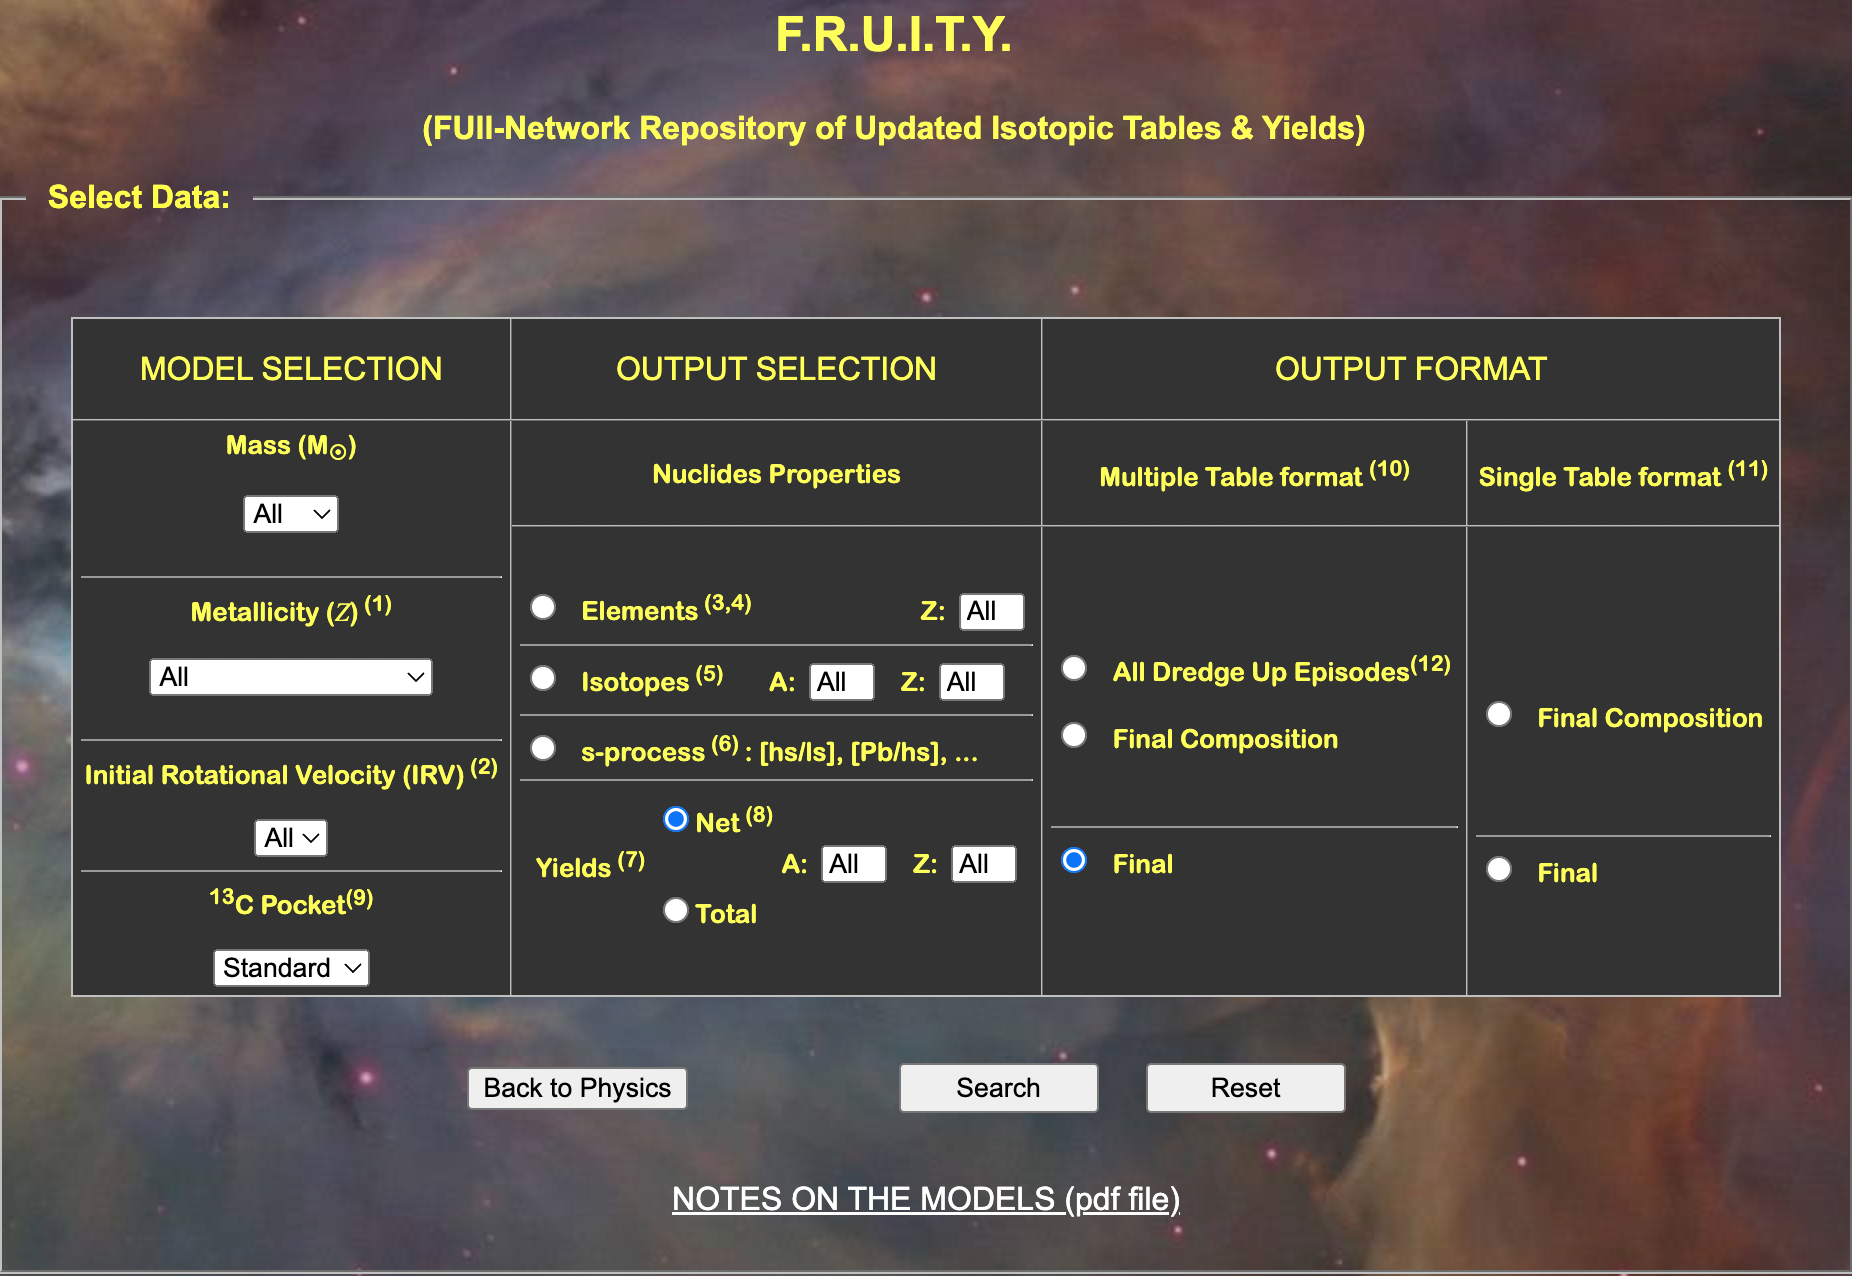 F.R.U.I.T.Y.
(FUll-Network Repository of Updated Isotopic Tables & Yields)
Select Data:
MODEL SELECTION
OUTPUT SELECTION
OUTPUT FORMAT
Mass (M☉)
All
Nuclides Properties
Multiple Table format (10)
Single Table format (11)
Metallicity (Z) (1)
All
Initial Rotational Velocity (IRV) (2)
All
13C Pocket(9)
Standard
Elements (3,4) Z: All
Isotopes (5) A: All Z: All
s-process (6) : [hs/ls], [Pb/hs], ...
Net (8)
Yields (7) A: All Z: All
Total
All Dredge Up Episodes(12)
Final Composition
Final
Final Composition
Final
Back to Physics
Search
Reset
NOTES ON THE MODELS (pdf file)